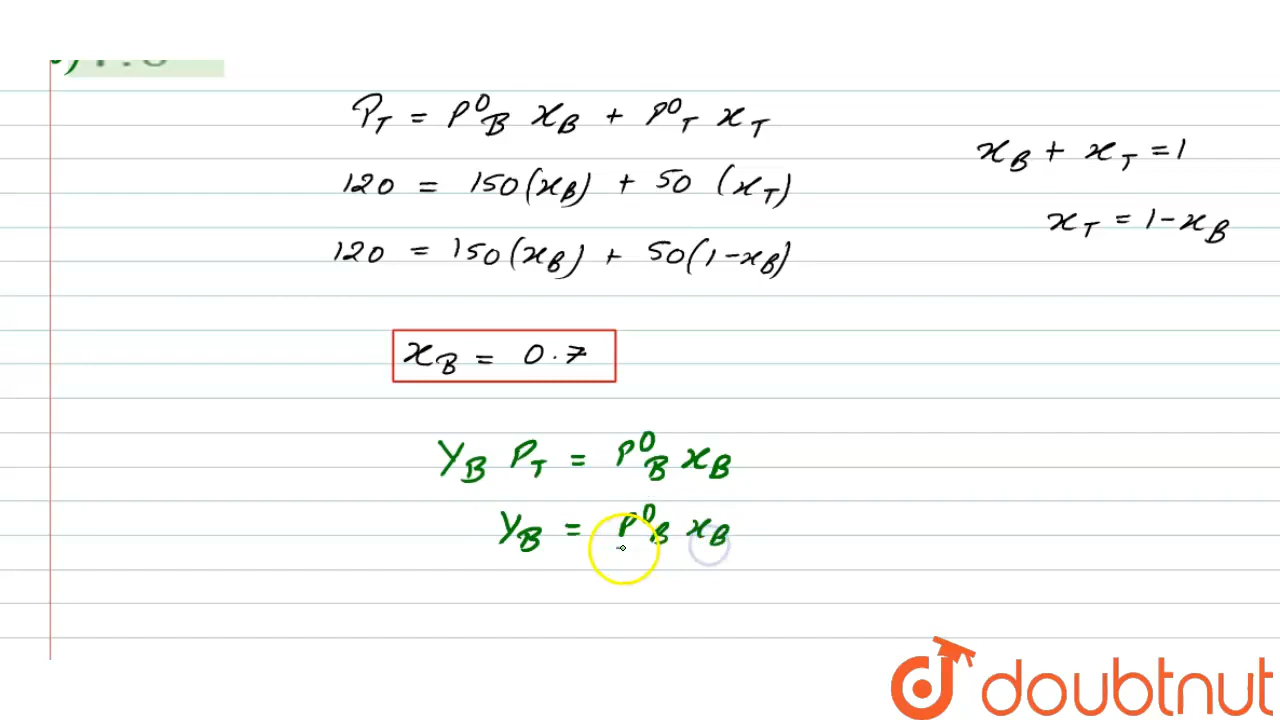 P_T = P⁰_B x_B + P⁰_T x_T
x_B + x_T = 1
120 = 150(x_B) + 50 (x_T)
x_T = 1 - x_B
120 = 150(x_B) + 50(1 - x_B)
x_B = 0.7
Y_B P_T = P⁰_B x_B
Y_B = P⁰_B x_B
doubtnut